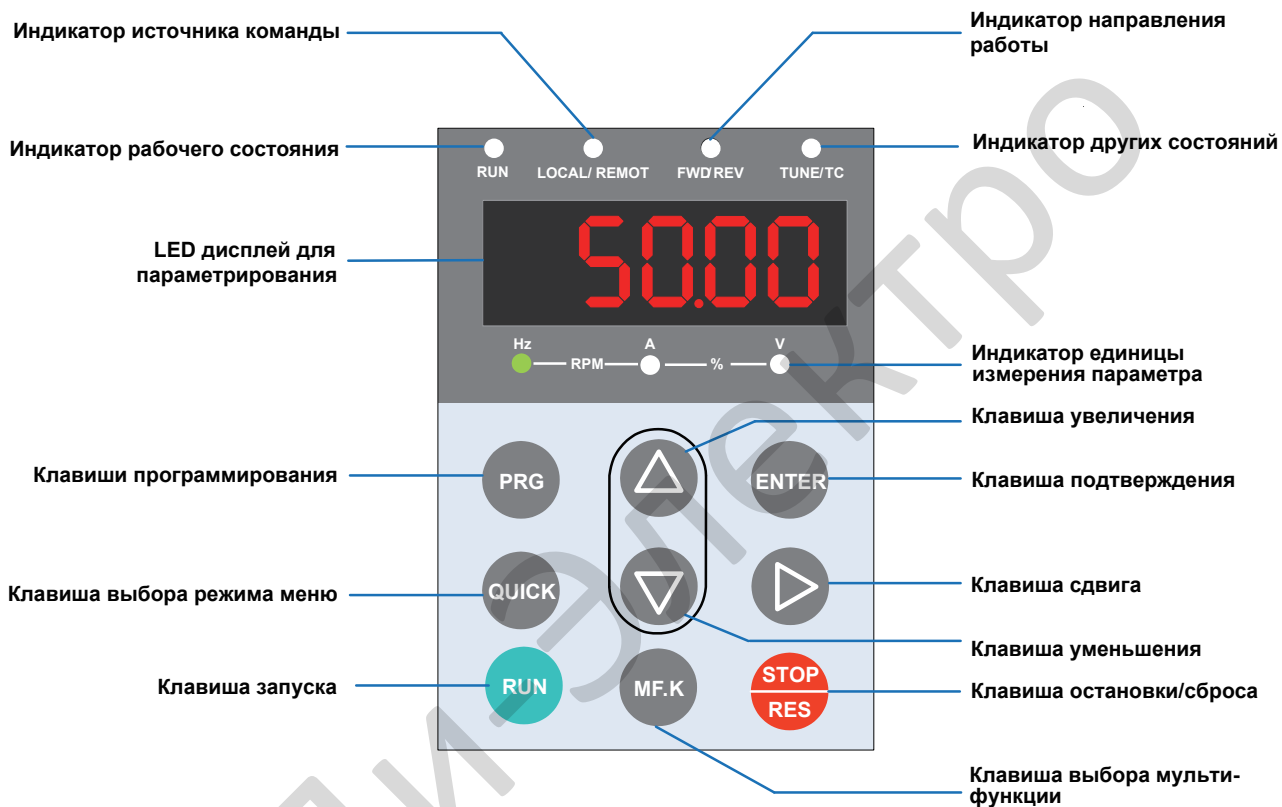 Индикатор источника команды
Индикатор направления
работы
Индикатор рабочего состояния
Индикатор других состояний
RUN
LOCAL/ REMOT
FWD/REV
TUNE/TC
LED дисплей для
параметрирования
50.00
Hz
RPM
A
%
V
Индикатор единицы
измерения параметра
Клавиша увеличения
Клавиши программирования
PRG
ENTER
Клавиша подтверждения
Клавиша выбора режима меню
QUICK
Клавиша сдвига
Клавиша уменьшения
Клавиша запуска
RUN
MF.K
STOP
RES
Клавиша остановки/сброса
Клавиша выбора мульти-
функции
ди-электро